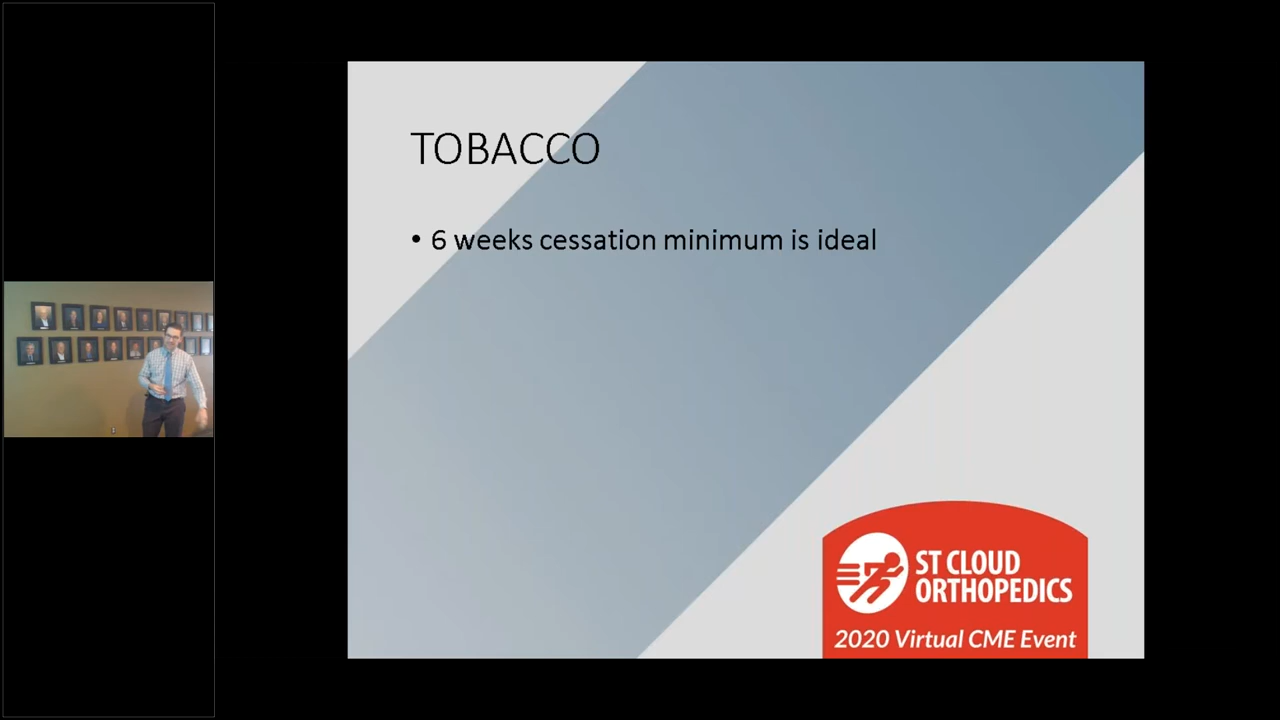 TOBACCO
• 6 weeks cessation minimum is ideal
ST CLOUD
ORTHOPEDICS
2020 Virtual CME Event